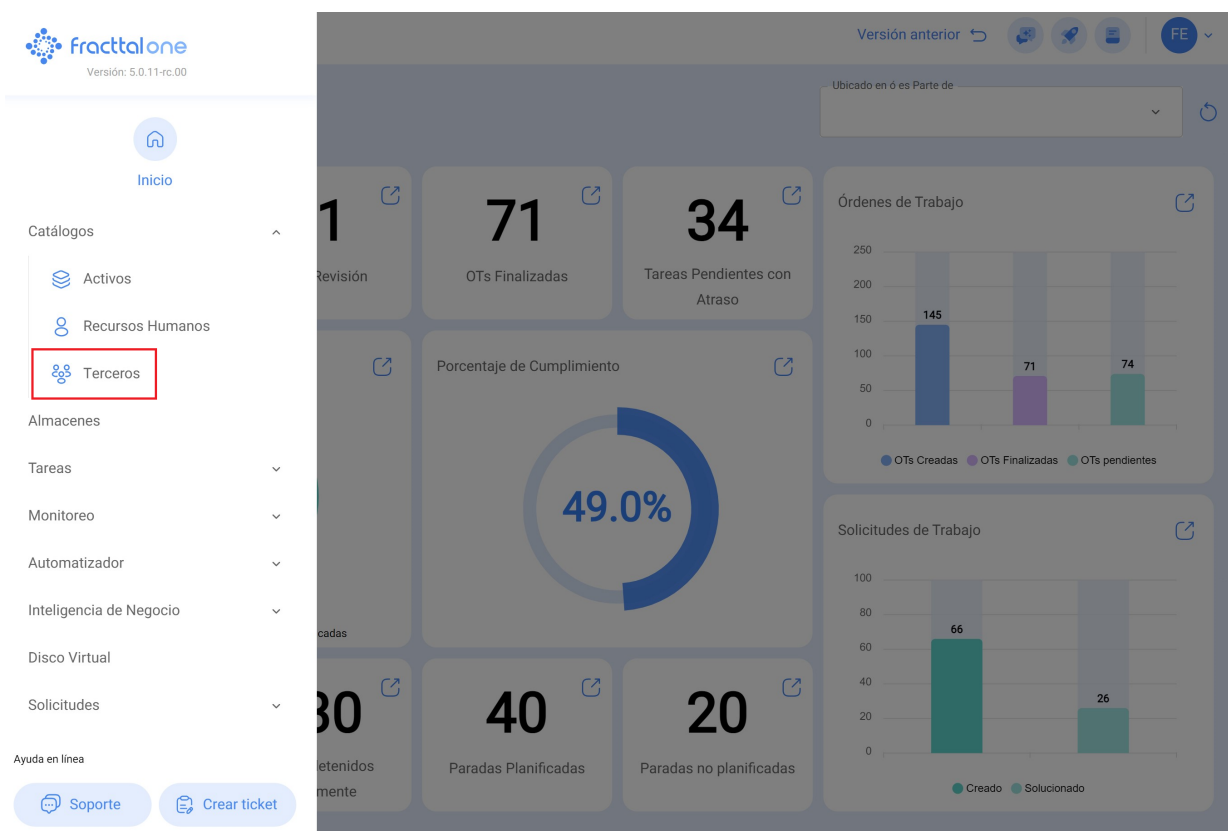 fracttalone
Versión: 5.0.11-rc.00
Inicio
Catálogos
Activos
Recursos Humanos
Terceros
Almacenes
Tareas
Monitoreo
Automatizador
Inteligencia de Negocio
Disco Virtual
Solicitudes
Ayuda en línea
Soporte
Crear ticket
Versión anterior
FE
Ubicado en ó es Parte de
1
Revisión
71
OTs Finalizadas
34
Tareas Pendientes con
Atraso
Órdenes de Trabajo
250
200
150
100
50
0
145
71
74
OTs Creadas OTs Finalizadas OTs pendientes
cadas
Porcentaje de Cumplimiento
49.0%
Solicitudes de Trabajo
100
80
60
40
20
0
66
26
Creado Solucionado
30
detenidos
mente
40
Paradas Planificadas
20
Paradas no planificadas